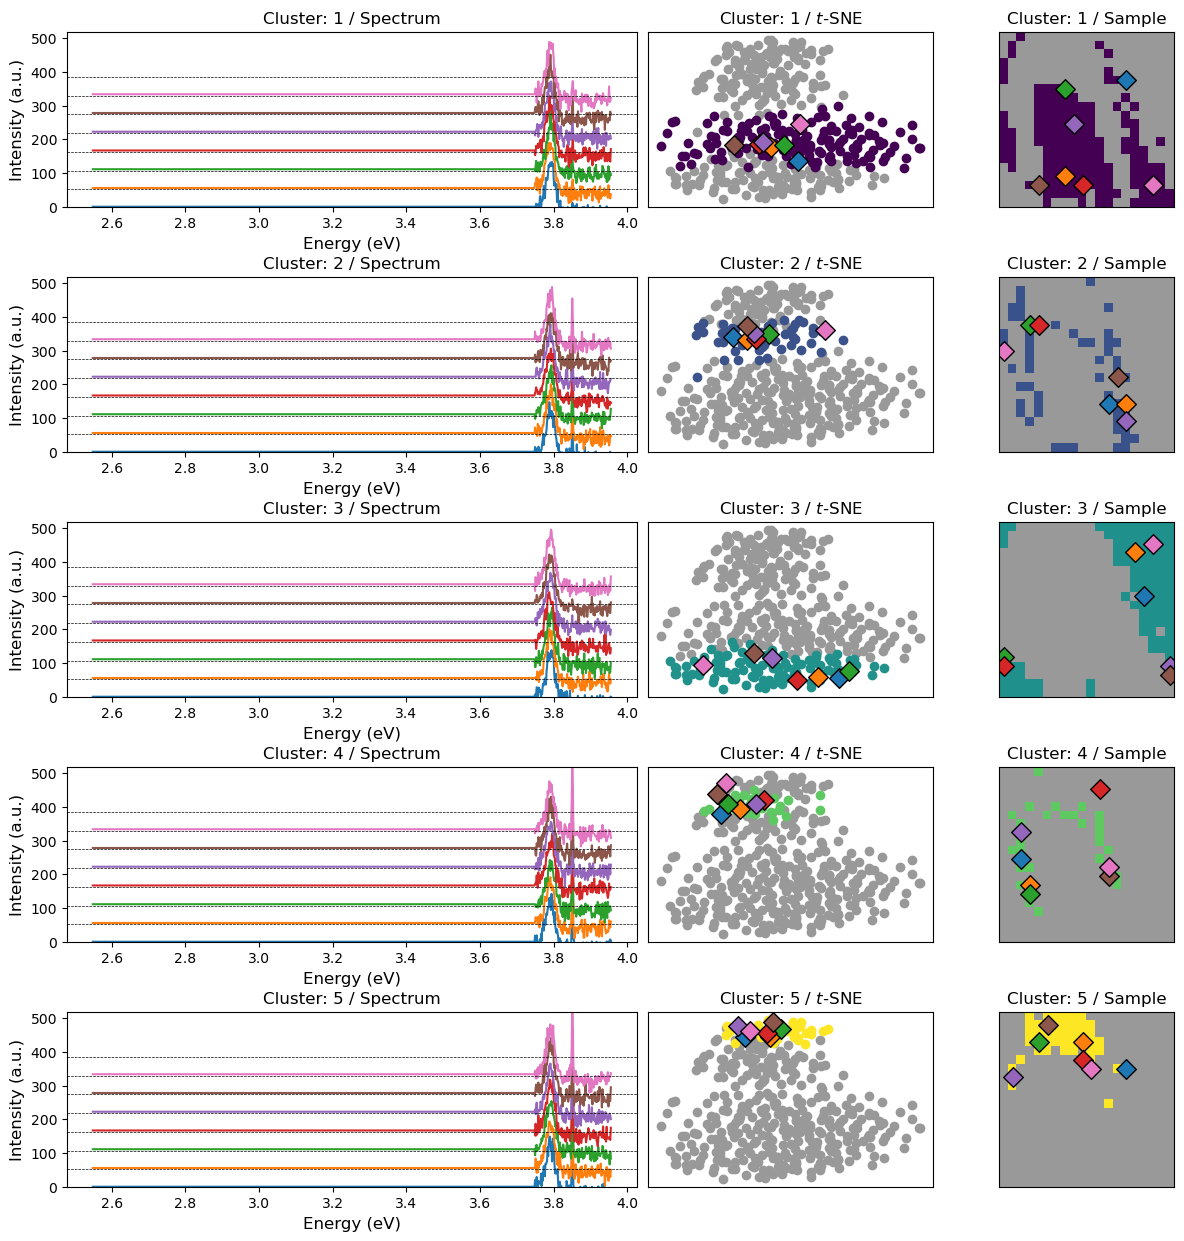 Cluster: 1 / Spectrum
Cluster: 1 / t-SNE
Cluster: 1 / Sample
Intensity (a.u.)
500
400
300
200
100
0
2.6 2.8 3.0 3.2 3.4 3.6 3.8 4.0
Energy (eV)
Cluster: 2 / Spectrum
Cluster: 2 / t-SNE
Cluster: 2 / Sample
Intensity (a.u.)
500
400
300
200
100
0
2.6 2.8 3.0 3.2 3.4 3.6 3.8 4.0
Energy (eV)
Cluster: 3 / Spectrum
Cluster: 3 / t-SNE
Cluster: 3 / Sample
Intensity (a.u.)
500
400
300
200
100
0
2.6 2.8 3.0 3.2 3.4 3.6 3.8 4.0
Energy (eV)
Cluster: 4 / Spectrum
Cluster: 4 / t-SNE
Cluster: 4 / Sample
Intensity (a.u.)
500
400
300
200
100
0
2.6 2.8 3.0 3.2 3.4 3.6 3.8 4.0
Energy (eV)
Cluster: 5 / Spectrum
Cluster: 5 / t-SNE
Cluster: 5 / Sample
Intensity (a.u.)
500
400
300
200
100
0
2.6 2.8 3.0 3.2 3.4 3.6 3.8 4.0
Energy (eV)